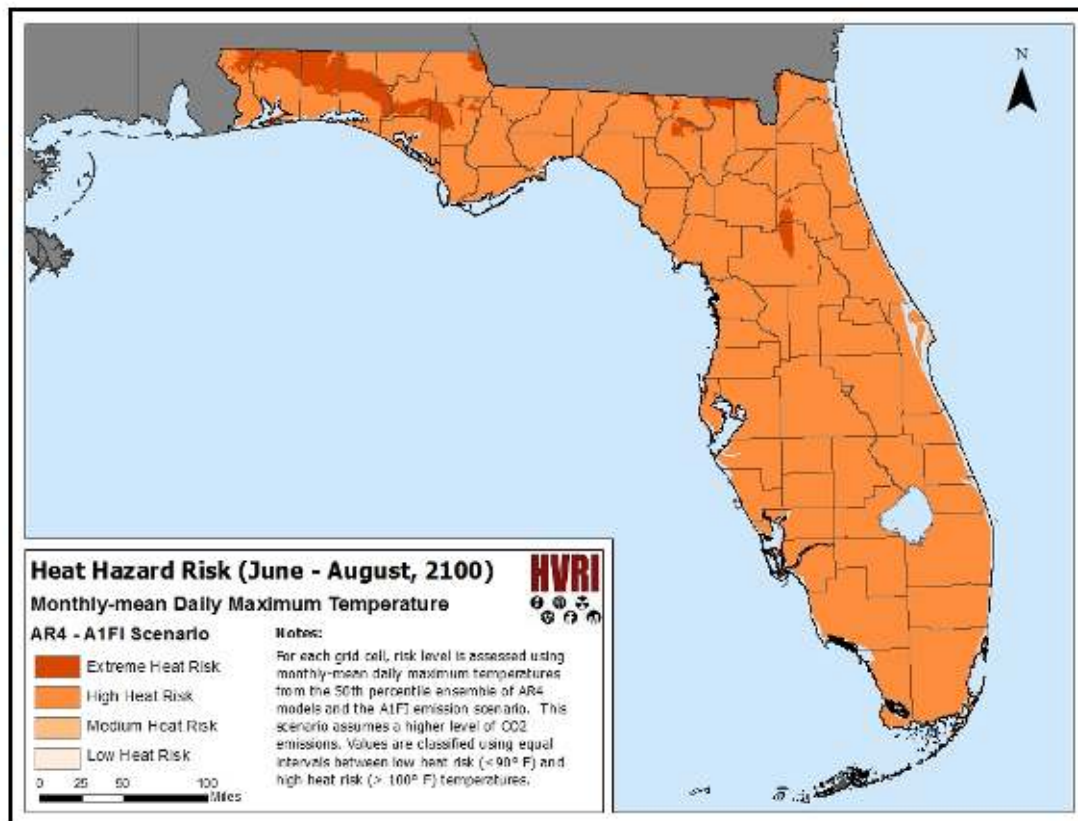 N
Heat Hazard Risk (June - August, 2100)
Monthly-mean Daily Maximum Temperature
AR4 - A1FI Scenario
Extreme Heat Risk
High Heat Risk
Medium Heat Risk
Low Heat Risk
0 25 50 100
Miles
HVRI
Notes:
For each grid cell, risk level is assessed using
monthly-mean daily maximum temperatures
from the 50th percentile ensemble of AR4
models and the A1FI emission scenario. This
scenario assumes a higher level of CO2
emissions. Values are classified using equal
intervals between low heat risk (<90° F) and
high heat risk (> 100° F) temperatures.